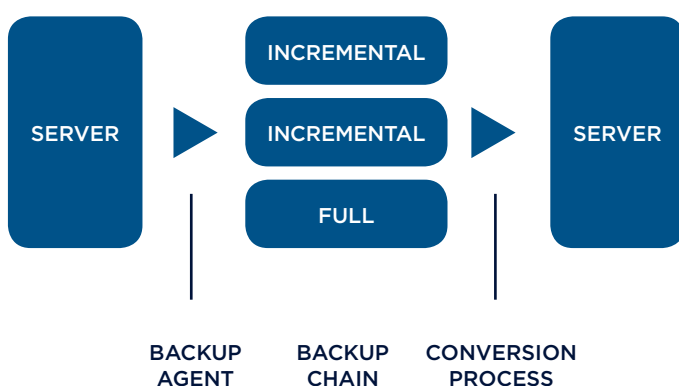 SERVER
INCREMENTAL
INCREMENTAL
FULL
SERVER
BACKUP
AGENT
BACKUP
CHAIN
CONVERSION
PROCESS